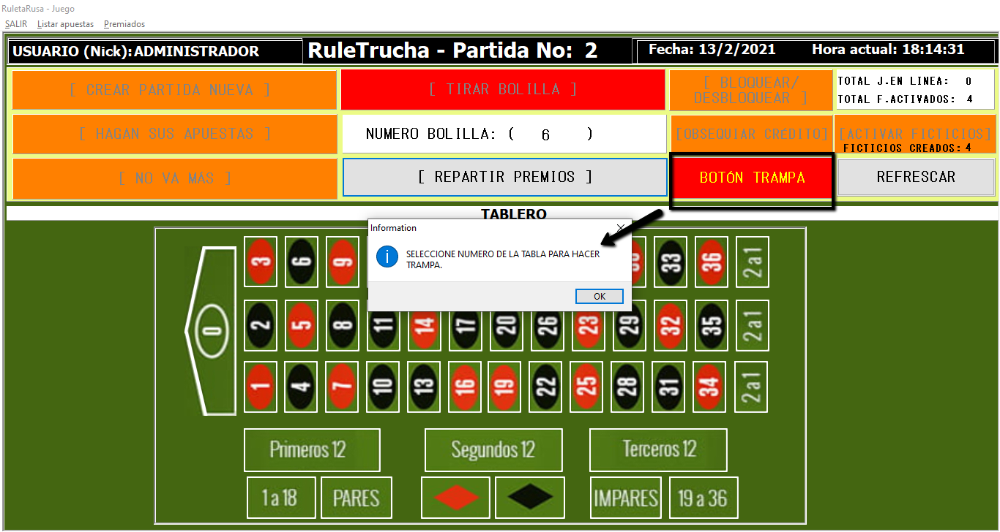 RuletaRusa - Juego
SALIR Listar apuestas Premiados
USUARIO (Nick): ADMINISTRADOR
RuleTrucha - Partida No: 2
Fecha: 13/2/2021 Hora actual: 18:14:31
[ CREAR PARTIDA NUEVA ]
[ TIRAR BOLILLA ]
[ BLOQUEAR/
DESBLOQUEAR ]
TOTAL J.EN LINEA: 0
TOTAL F.ACTIVADOS: 4
[ HAGAN SUS APUESTAS ]
NUMERO BOLILLA: ( 6 )
[OBSEQUIAR CRÉDITO]
[ACTIVAR FICTICIOS]
FICTICIOS CREADOS: 4
[ NO VA MÁS ]
[ REPARTIR PREMIOS ]
BOTÓN TRAMPA
REFRESCAR
TABLERO
Information
SELECCIONE NUMERO DE LA TABLA PARA HACER
TRAMPA.
OK
3 6 9 33 36 2a1
0
2 5 8 11 14 17 20 26 23 29 32 35 2a1
1 4 7 10 13 16 19 22 25 28 31 34 2a1
Primeros 12 Segundos 12 Terceros 12
1 a 18 PARES IMPARES 19 a 36